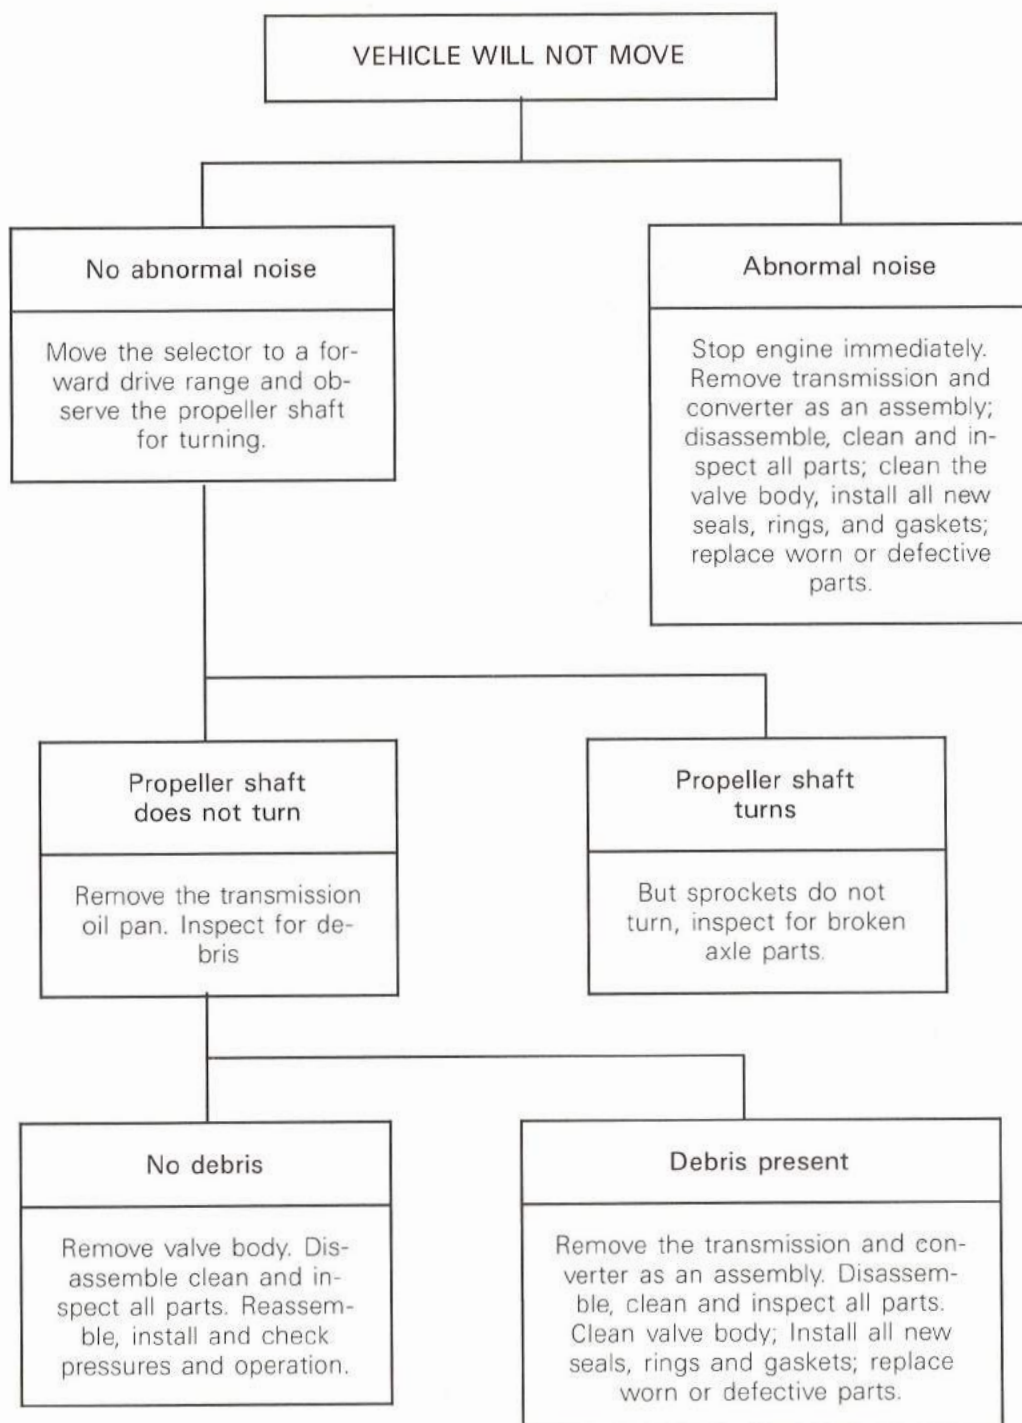 VEHICLE WILL NOT MOVE
No abnormal noise
Move the selector to a for-
ward drive range and ob-
serve the propeller shaft
for turning.
Abnormal noise
Stop engine immediately.
Remove transmission and
converter as an assembly;
disassemble, clean and in-
spect all parts; clean the
valve body, install all new
seals, rings, and gaskets;
replace worn or defective
parts.
Propeller shaft
does not turn
Remove the transmission
oil pan. Inspect for de-
bris
Propeller shaft
turns
But sprockets do not
turn, inspect for broken
axle parts.
No debris
Remove valve body. Dis-
assemble clean and in-
spect all parts. Reassem-
ble, install and check
pressures and operation.
Debris present
Remove the transmission and con-
verter as an assembly. Disassem-
ble, clean and inspect all parts.
Clean valve body; Install all new
seals, rings and gaskets; replace
worn or defective parts.